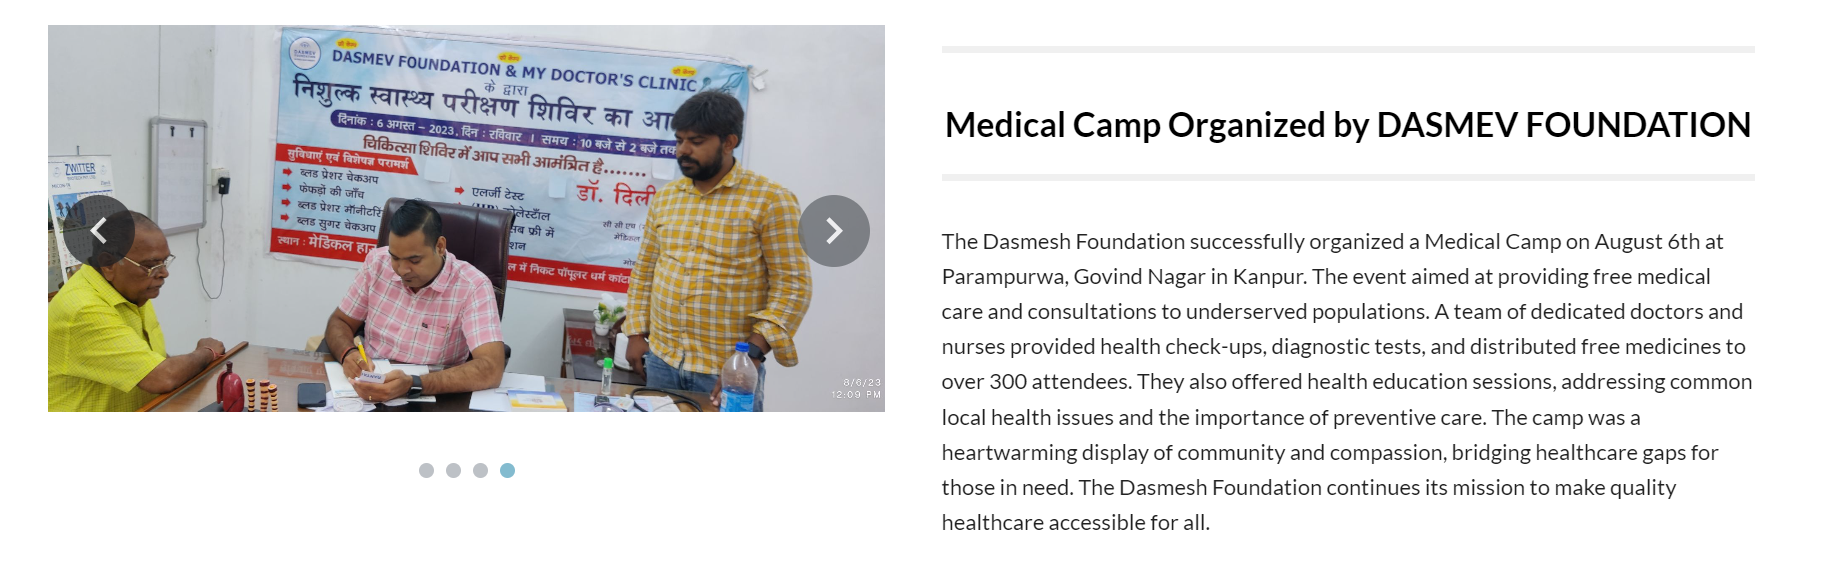 DASMEV FOUNDATION & MY DOCTOR'S CLINIC
के द्वारा
निशुल्क स्वास्थ्य परीक्षण शिविर का
दिनांक : 6 अगस्त – 2023, दिन : रविवार । समय : 10 बजे से 2 बजे तक
चिकित्सा शिविर में आप सभी आमंत्रित है.......
सुविधाएं एवं विशेषज्ञ परामर्श
ब्लड प्रेशर चेकअप
फेफड़ों की जाँच
ब्लड प्रेशर मॉनीटरिं
ब्लड सुगर चेकअप
एलर्जी टेस्ट
डॉ.
स्थान : मेडिकल
में निकट पॉपूलर धर्म कांटा
8/6/23
12:09 PM
Medical Camp Organized by DASMEV FOUNDATION
The Dasmesh Foundation successfully organized a Medical Camp on August 6th at
Parampurwa, Govind Nagar in Kanpur. The event aimed at providing free medical
care and consultations to underserved populations. A team of dedicated doctors and
nurses provided health check-ups, diagnostic tests, and distributed free medicines to
over 300 attendees. They also offered health education sessions, addressing common
local health issues and the importance of preventive care. The camp was a
heartwarming display of community and compassion, bridging healthcare gaps for
those in need. The Dasmesh Foundation continues its mission to make quality
healthcare accessible for all.